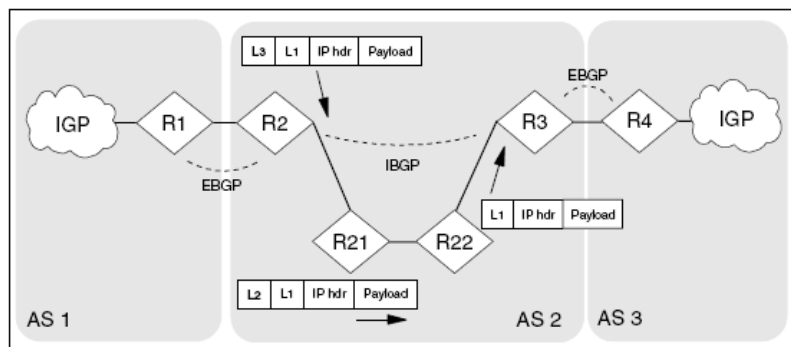 L3 L1 IP hdr Payload
EBGP
IGP R1 R2 R3 R4 IGP
IBGP
EBGP
L1 IP hdr Payload
R21 R22
L2 L1 IP hdr Payload
AS 1 AS 2 AS 3